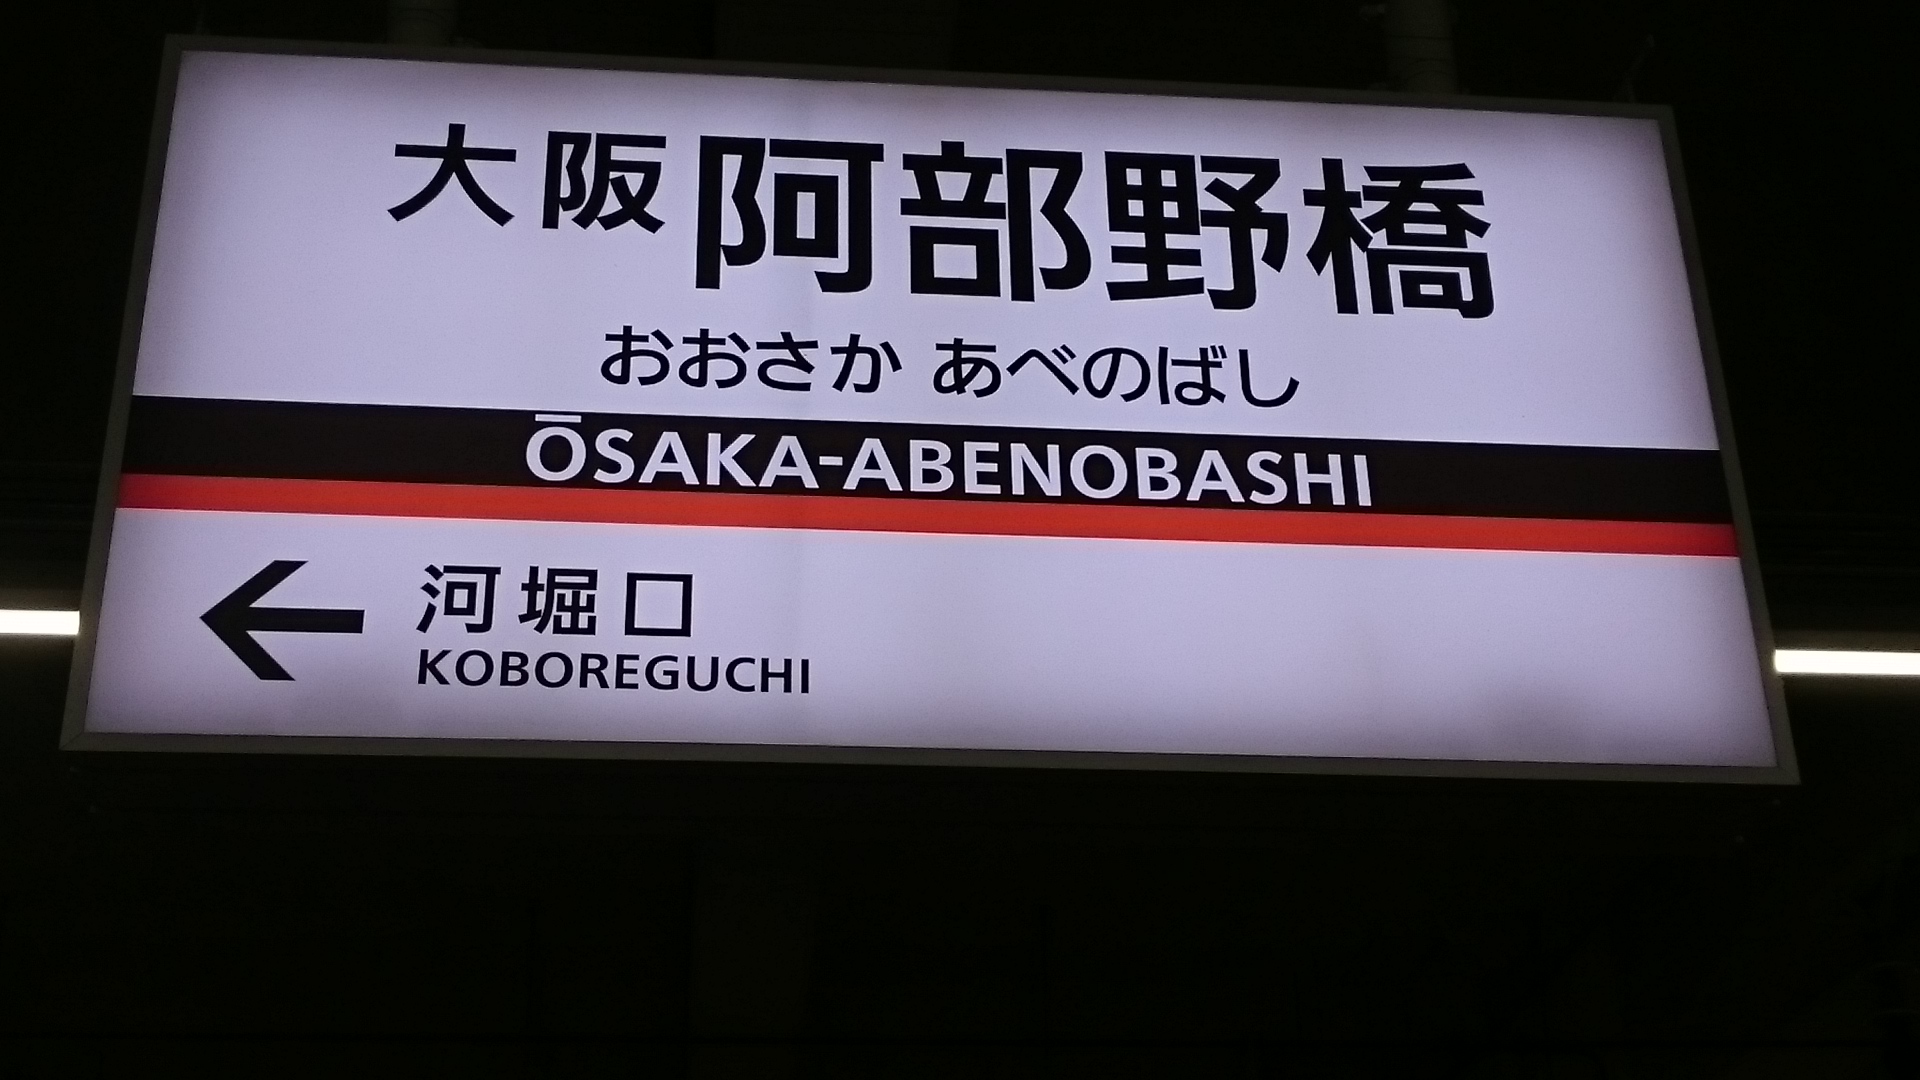 大阪阿部野橋
おおさか あべのばし
ŌSAKA-ABENOBASHI
← 河堀口
KOBOREGUCHI